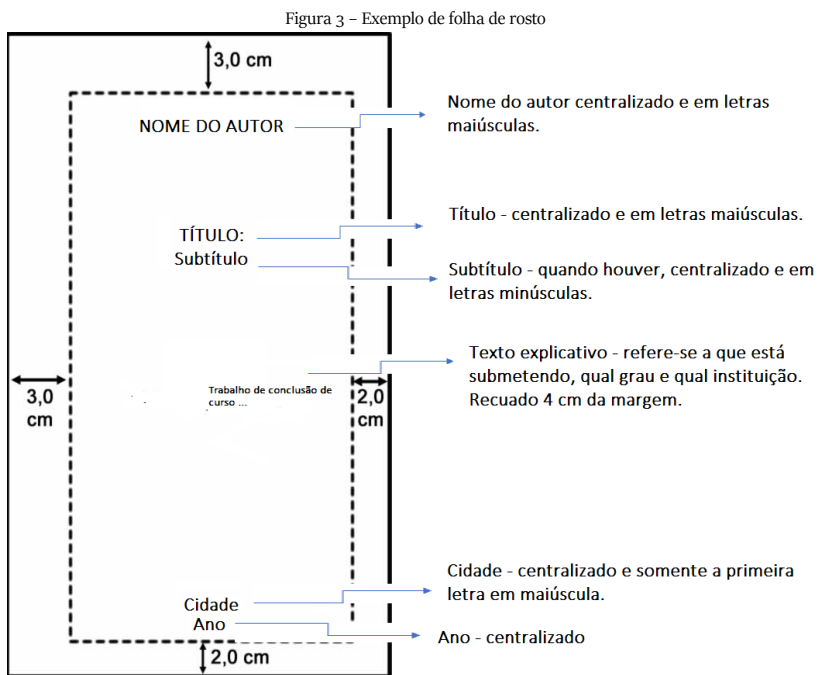 Figura 3 – Exemplo de folha de rosto
3,0 cm
NOME DO AUTOR
Nome do autor centralizado e em letras
maiúsculas.
TÍTULO:
Subtítulo
Título - centralizado e em letras maiúsculas.
Subtítulo - quando houver, centralizado e em
letras minúsculas.
3,0
cm
Trabalho de conclusão de
curso ...
2,0
cm
Texto explicativo - refere-se a que está
submetendo, qual grau e qual instituição.
Recuado 4 cm da margem.
Cidade
Ano
Cidade - centralizado e somente a primeira
letra em maiúscula.
Ano - centralizado
2,0 cm